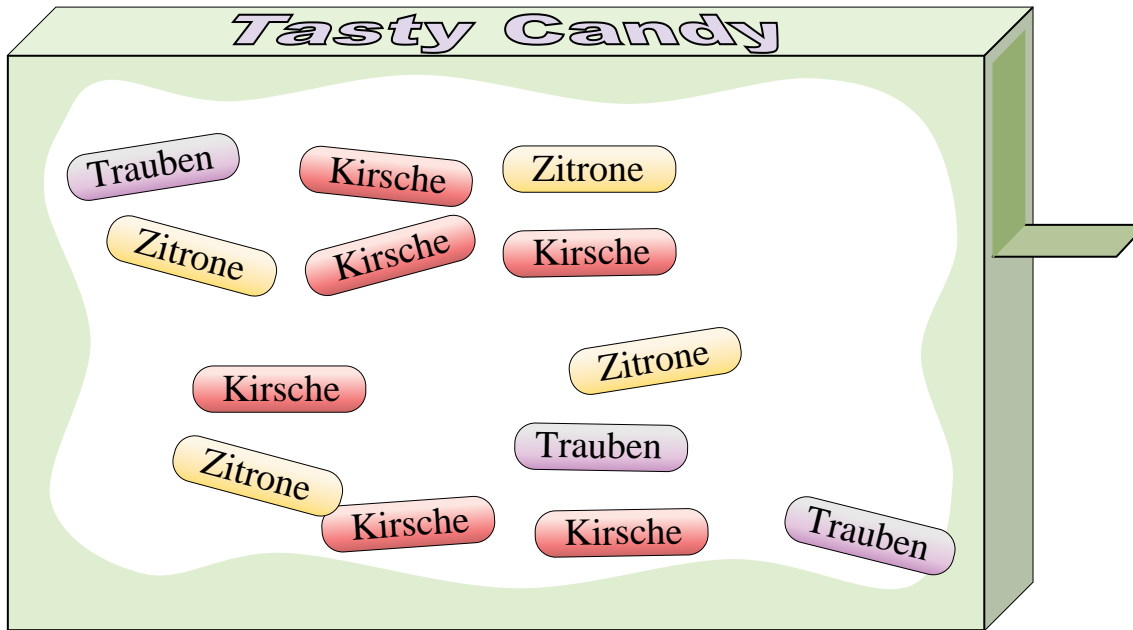 Tasty Candy
Trauben
Kirsche
Zitrone
Zitrone
Kirsche
Kirsche
Zitrone
Kirsche
Trauben
Zitrone
Kirsche
Kirsche
Trauben